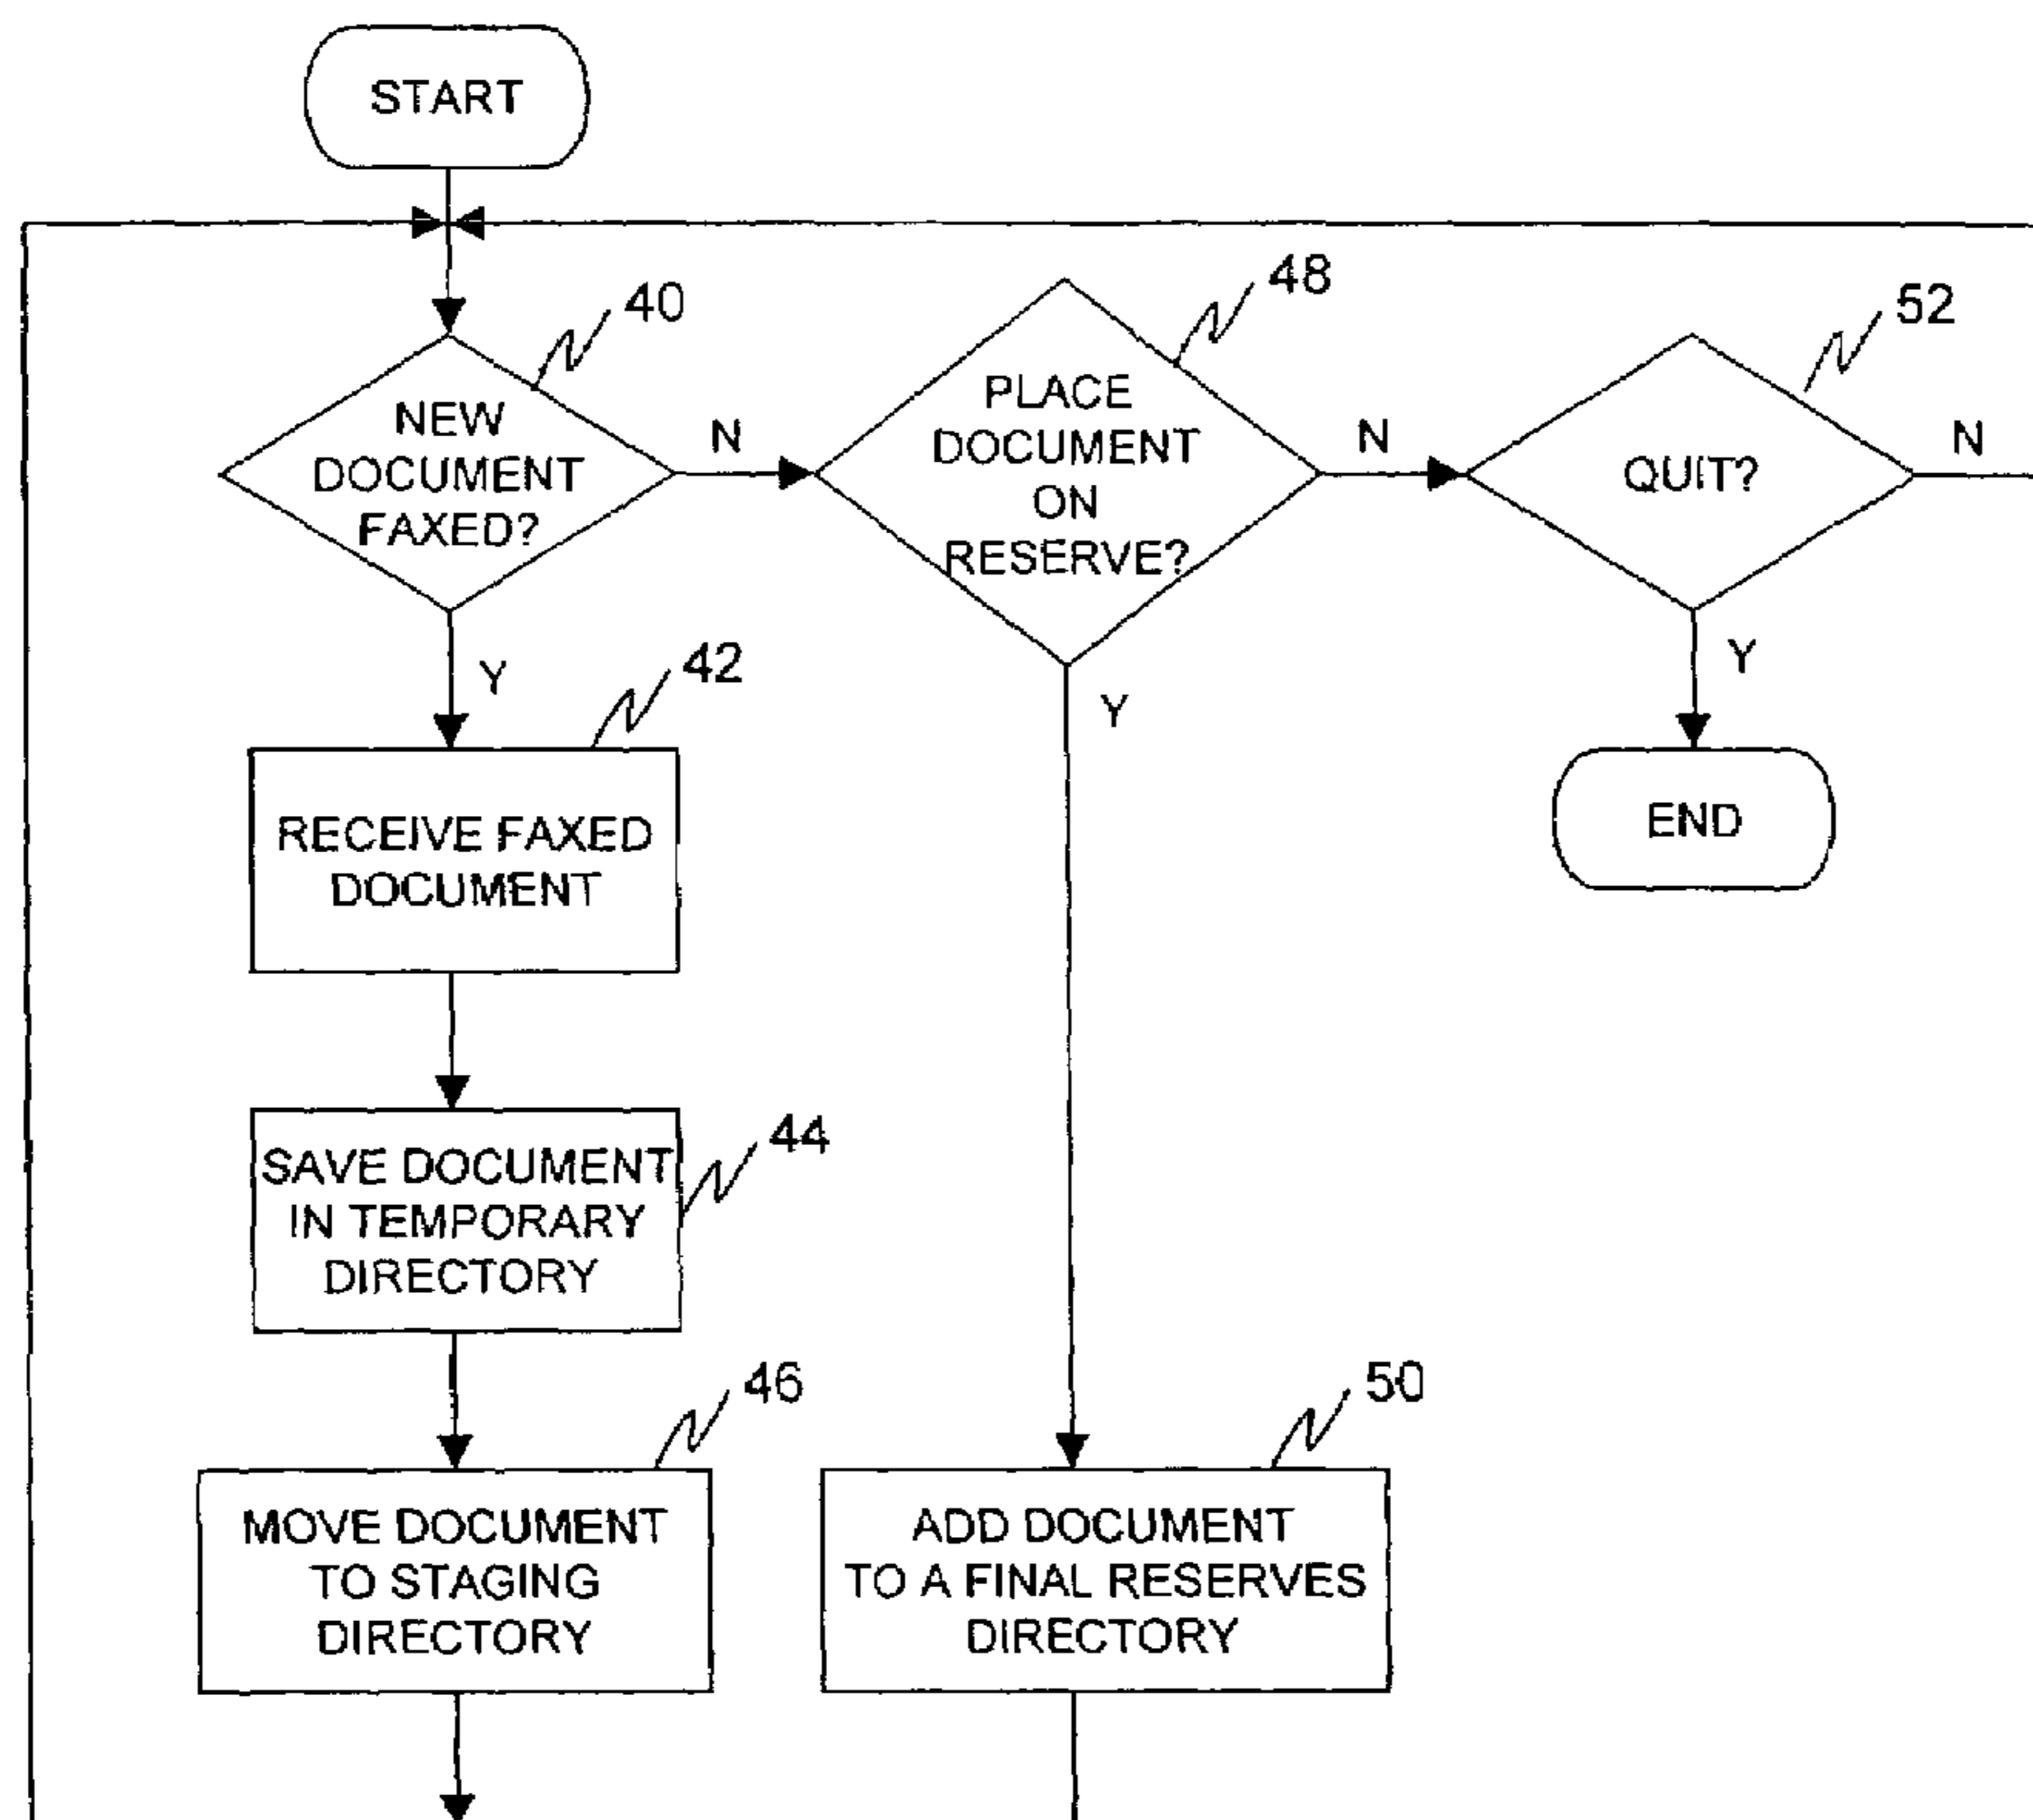 START
40
NEW
DOCUMENT
FAXED?
N
48
PLACE
DOCUMENT
ON
RESERVE?
N
52
QUIT?
N
Y
42
RECEIVE FAXED
DOCUMENT
Y
Y
END
44
SAVE DOCUMENT
IN TEMPORARY
DIRECTORY
46
MOVE DOCUMENT
TO STAGING
DIRECTORY
50
ADD DOCUMENT
TO A FINAL RESERVES
DIRECTORY